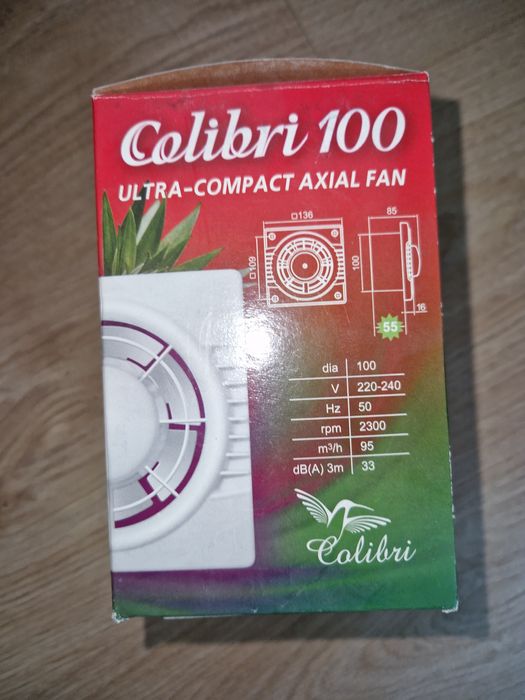 Colibri 100
ULTRA-COMPACT AXIAL FAN
□136
85
□109
100
16
55
dia 100
V 220-240
Hz 50
rpm 2300
m³/h 95
dB(A) 3m 33
Colibri